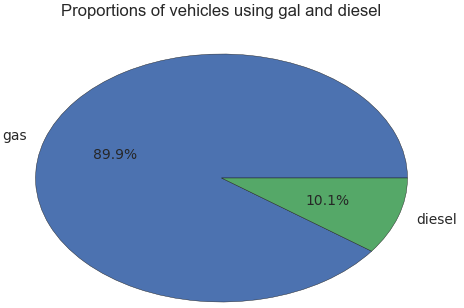 Proportions of vehicles using gal and diesel
gas
89.9%
10.1%
diesel